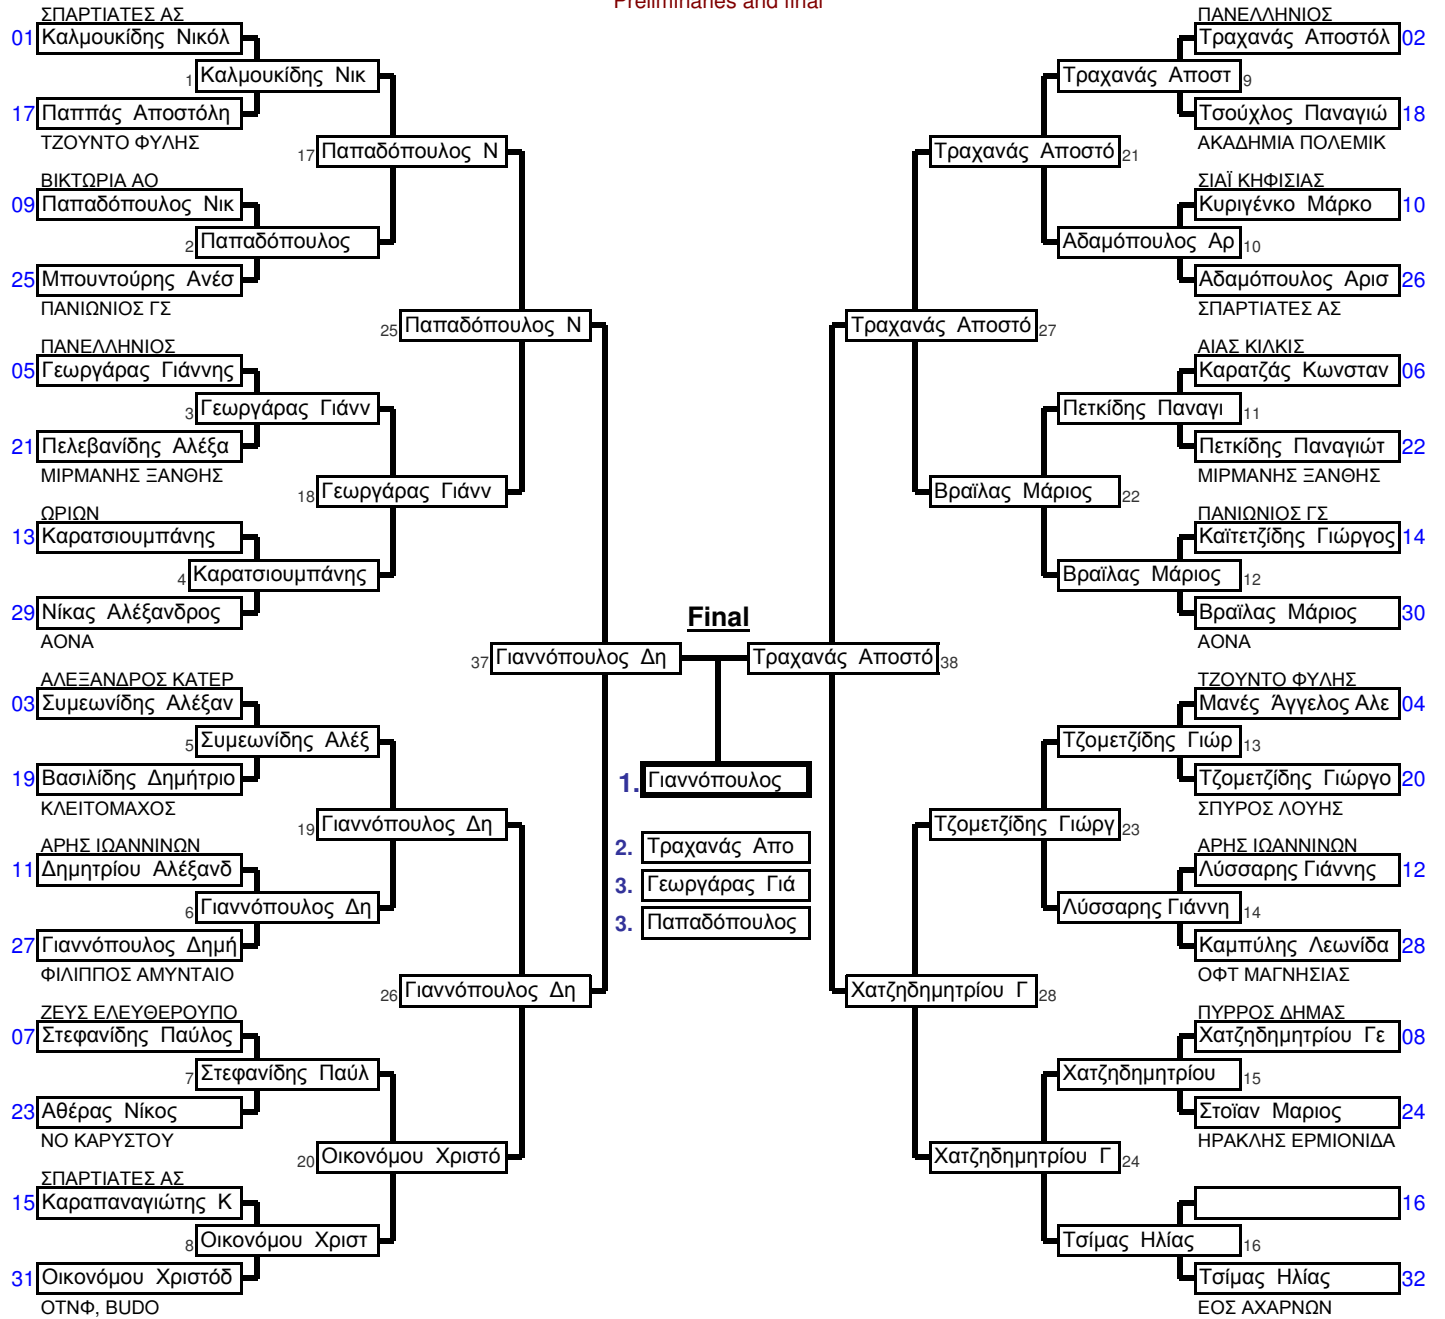 Preliminaries and final
ΣΠΑΡΤΙΑΤΕΣ ΑΣ
01 Καλμουκίδης Νικόλ
1 Καλμουκίδης Νικ
17 Παππάς Αποστόλη
ΤΖΟΥΝΤΟ ΦΥΛΗΣ
17 Παπαδόπουλος Ν
ΒΙΚΤΩΡΙΑ ΑΟ
09 Παπαδόπουλος Νικ
2 Παπαδόπουλος
25 Μπουντούρης Ανέσ
ΠΑΝΙΩΝΙΟΣ ΓΣ
25 Παπαδόπουλος Ν
ΠΑΝΕΛΛΗΝΙΟΣ
05 Γεωργάρας Γιάννης
3 Γεωργάρας Γιάνν
21 Πελεβανίδης Αλέξα
ΜΙΡΜΑΝΗΣ ΞΑΝΘΗΣ
18 Γεωργάρας Γιάνν
ΩΡΙΩΝ
13 Καρατσιουμπάνης
4 Καρατσιουμπάνης
29 Νίκας Αλέξανδρος
ΑΟΝΑ
37 Γιαννόπουλος Δη
ΑΛΕΞΑΝΔΡΟΣ ΚΑΤΕΡ
03 Συμεωνίδης Αλέξαν
5 Συμεωνίδης Αλέξ
19 Βασιλίδης Δημήτριο
ΚΛΕΙΤΟΜΑΧΟΣ
19 Γιαννόπουλος Δη
ΑΡΗΣ ΙΩΑΝΝΙΝΩΝ
11 Δημητρίου Αλέξανδ
6 Γιαννόπουλος Δη
27 Γιαννόπουλος Δημή
ΦΙΛΙΠΠΟΣ ΑΜΥΝΤΑΙΟ
26 Γιαννόπουλος Δη
ΖΕΥΣ ΕΛΕΥΘΕΡΟΥΠΟ
07 Στεφανίδης Παύλος
7 Στεφανίδης Παύλ
23 Αθέρας Νίκος
ΝΟ ΚΑΡΥΣΤΟΥ
20 Οικονόμου Χριστό
ΣΠΑΡΤΙΑΤΕΣ ΑΣ
15 Καραπαναγιώτης Κ
8 Οικονόμου Χριστ
31 Οικονόμου Χριστόδ
ΟΤΝΦ, BUDO
Final
1. Γιαννόπουλος
2. Τραχανάς Απο
3. Γεωργάρας Γιά
3. Παπαδόπουλος
ΠΑΝΕΛΛΗΝΙΟΣ
Τραχανάς Αποστόλ 02
Τραχανάς Αποστ 9
Τσούχλος Παναγιώ 18
ΑΚΑΔΗΜΙΑ ΠΟΛΕΜΙΚ
Τραχανάς Αποστό 21
ΣΙΑΪ ΚΗΦΙΣΙΑΣ
Κυριγένκο Μάρκο 10
Αδαμόπουλος Αρ 10
Αδαμόπουλος Αρισ 26
ΣΠΑΡΤΙΑΤΕΣ ΑΣ
Τραχανάς Αποστό 27
ΑΙΑΣ ΚΙΛΚΙΣ
Καρατζάς Κωνσταν 06
Πετκίδης Παναγι 11
Πετκίδης Παναγιώτ 22
ΜΙΡΜΑΝΗΣ ΞΑΝΘΗΣ
Βραϊλας Μάριος 22
ΠΑΝΙΩΝΙΟΣ ΓΣ
Καϊτετζίδης Γιώργος 14
Βραϊλας Μάριος 12
Βραϊλας Μάριος 30
ΑΟΝΑ
Τραχανάς Αποστό 38
ΤΖΟΥΝΤΟ ΦΥΛΗΣ
Μανές Άγγελος Αλε 04
Τζομετζίδης Γιώρ 13
Τζομετζίδης Γιώργο 20
ΣΠΥΡΟΣ ΛΟΥΗΣ
Τζομετζίδης Γιώργ 23
ΑΡΗΣ ΙΩΑΝΝΙΝΩΝ
Λύσσαρης Γιάννης 12
Λύσσαρης Γιάννη 14
Καμπύλης Λεωνίδα 28
ΟΦΤ ΜΑΓΝΗΣΙΑΣ
Χατζηδημητρίου Γ 28
ΠΥΡΡΟΣ ΔΗΜΑΣ
Χατζηδημητρίου Γε 08
Χατζηδημητρίου 15
Στοϊαν Μαριος 24
ΗΡΑΚΛΗΣ ΕΡΜΙΟΝΙΔΑ
Χατζηδημητρίου Γ 24
16
Τσίμας Ηλίας 16
Τσίμας Ηλίας 32
ΕΟΣ ΑΧΑΡΝΩΝ